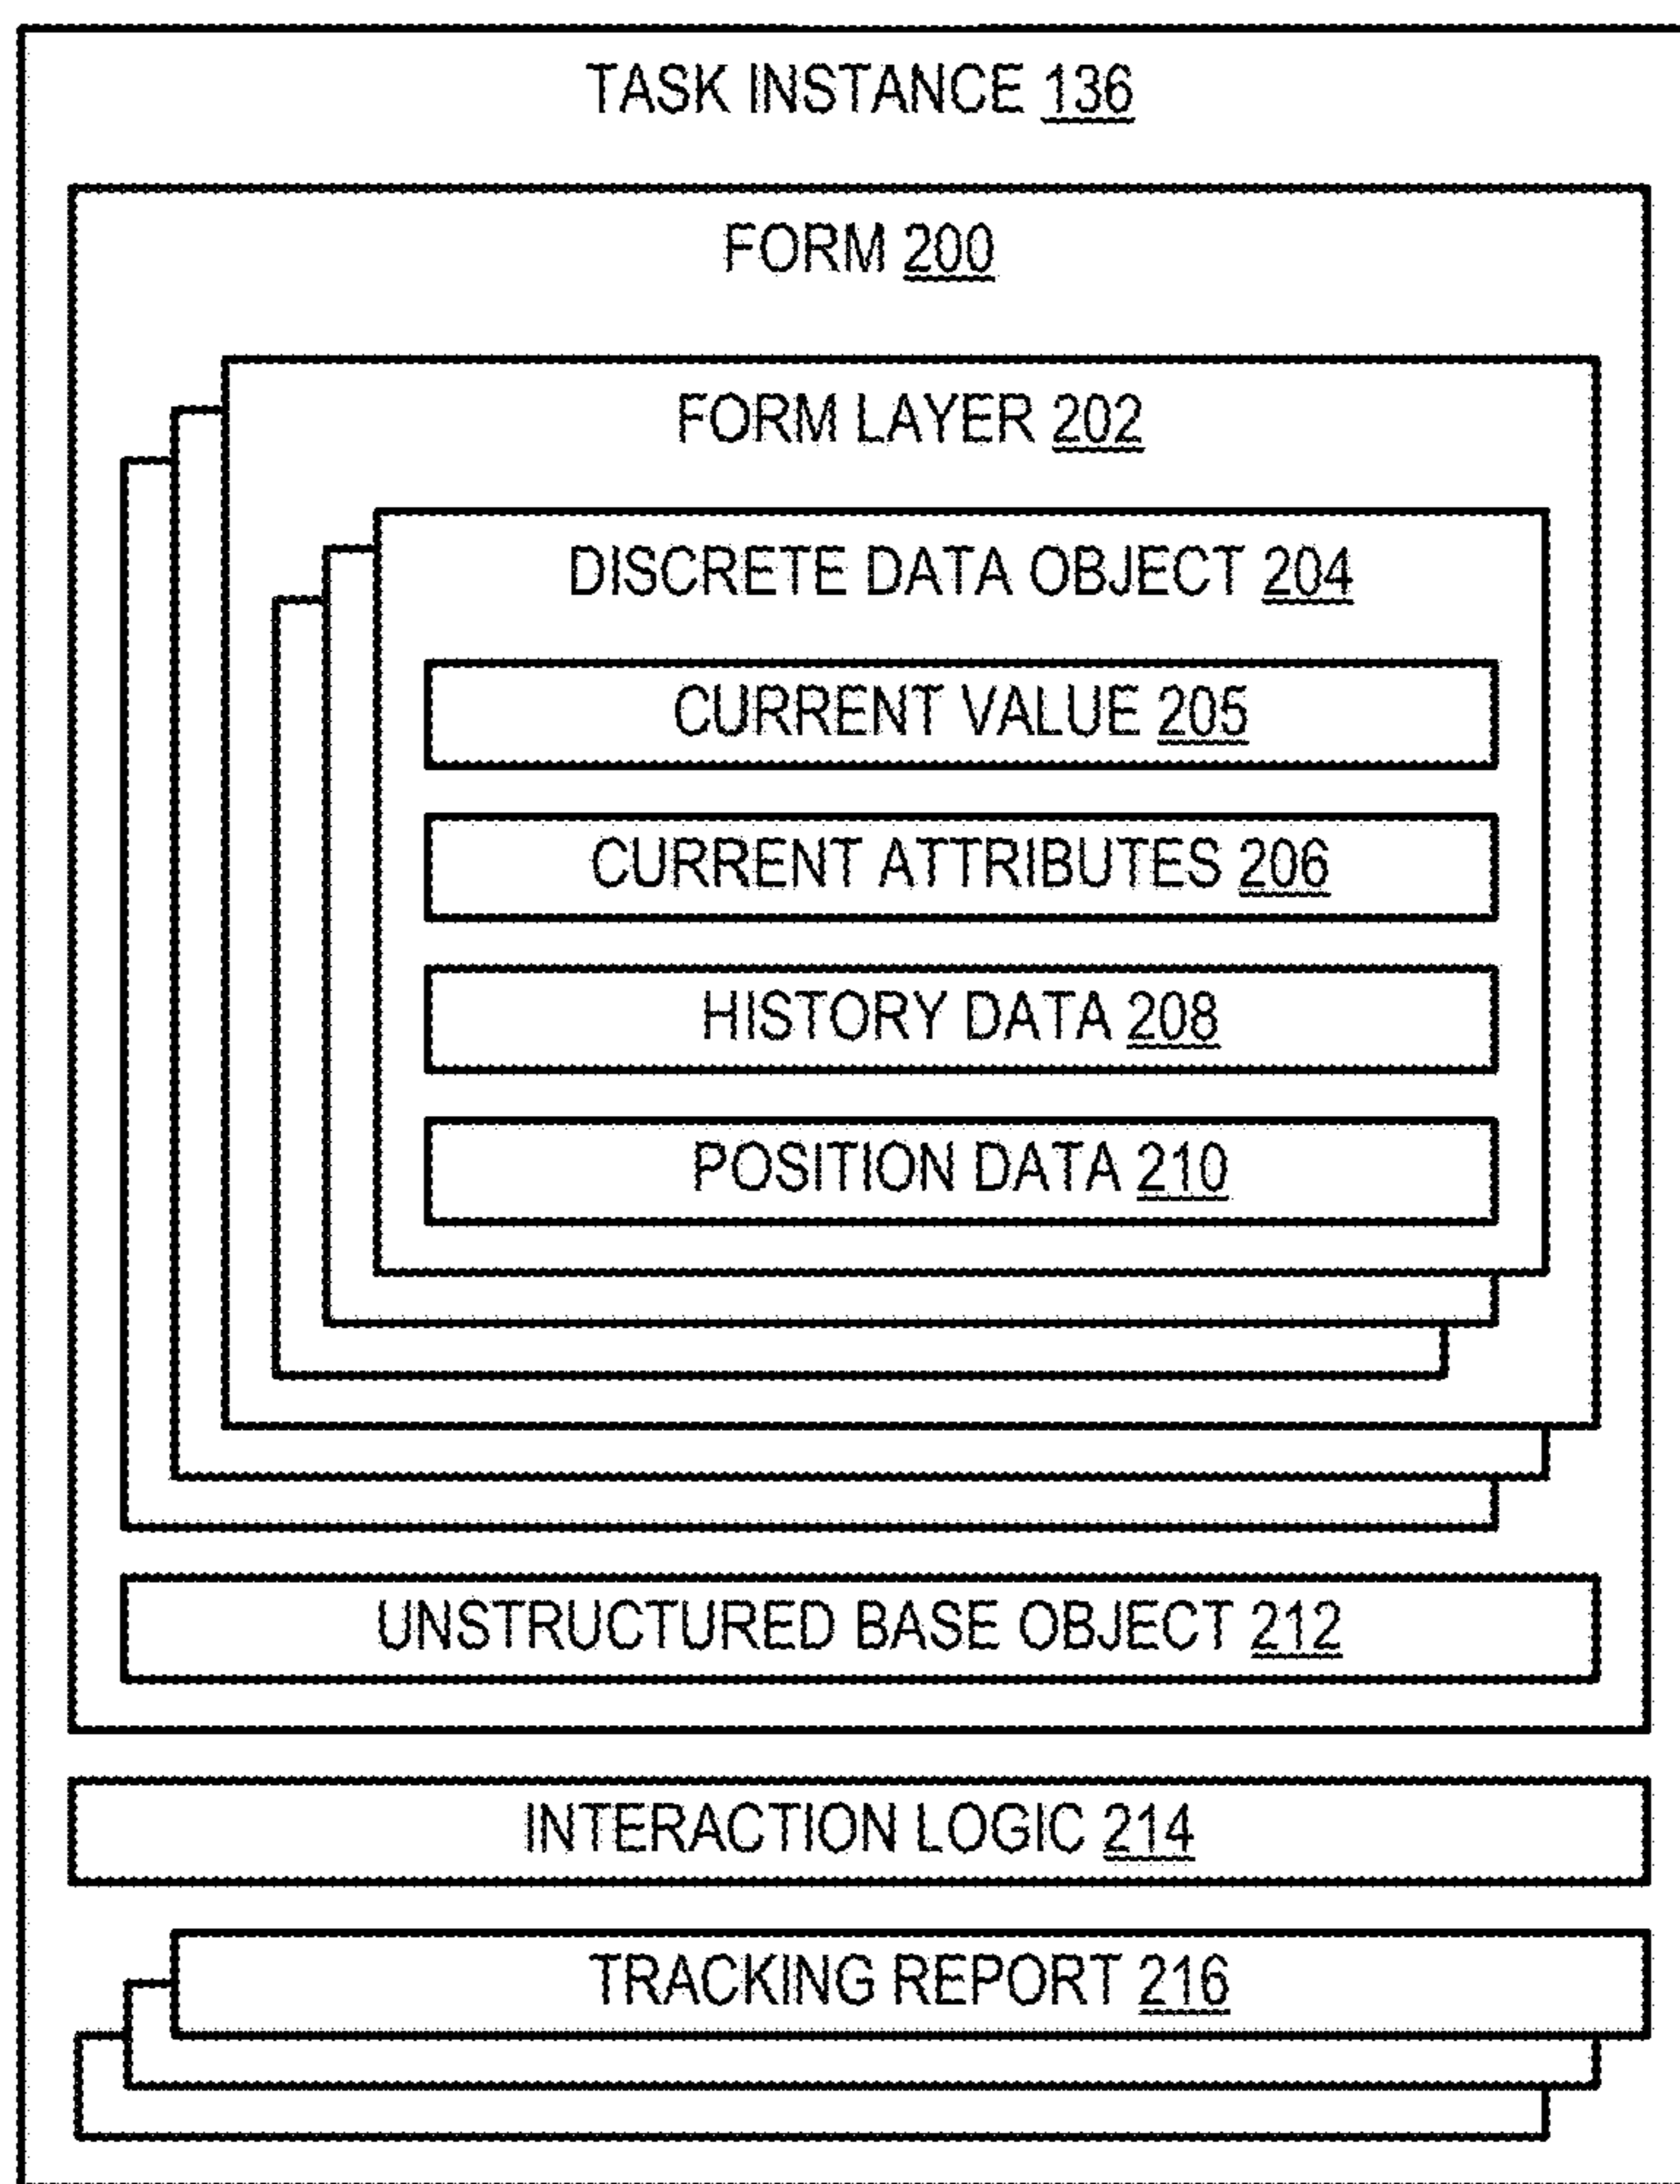 TASK INSTANCE 136
FORM 200
FORM LAYER 202
DISCRETE DATA OBJECT 204
CURRENT VALUE 205
CURRENT ATTRIBUTES 206
HISTORY DATA 208
POSITION DATA 210
UNSTRUCTURED BASE OBJECT 212
INTERACTION LOGIC 214
TRACKING REPORT 216